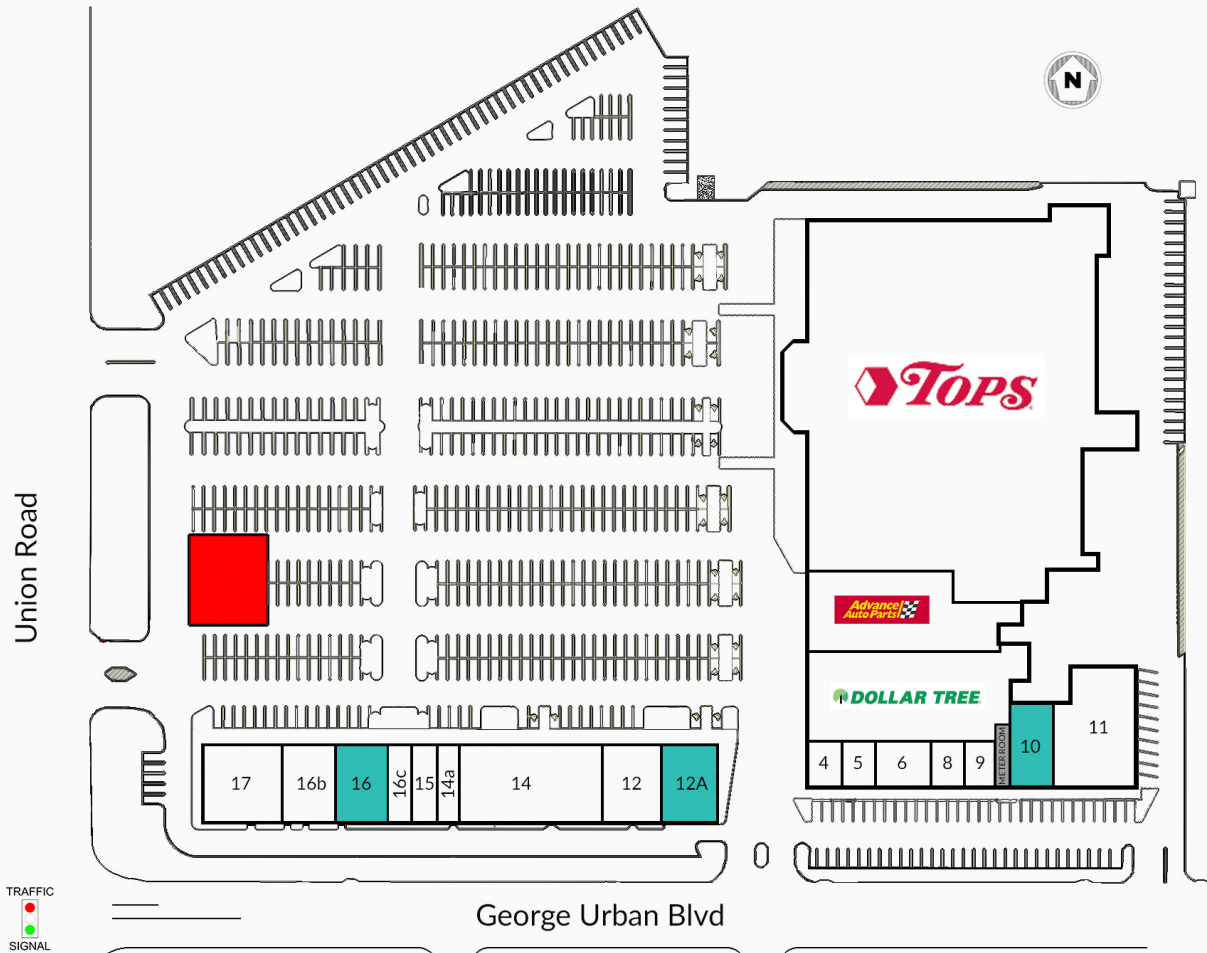 N
TOPS
Union Road
Advance
Auto Parts
DOLLAR TREE
4
5
6
8
9
METER ROOM
10
11
17
16b
16
16c
15
14a
14
12
12A
TRAFFIC
SIGNAL
George Urban Blvd